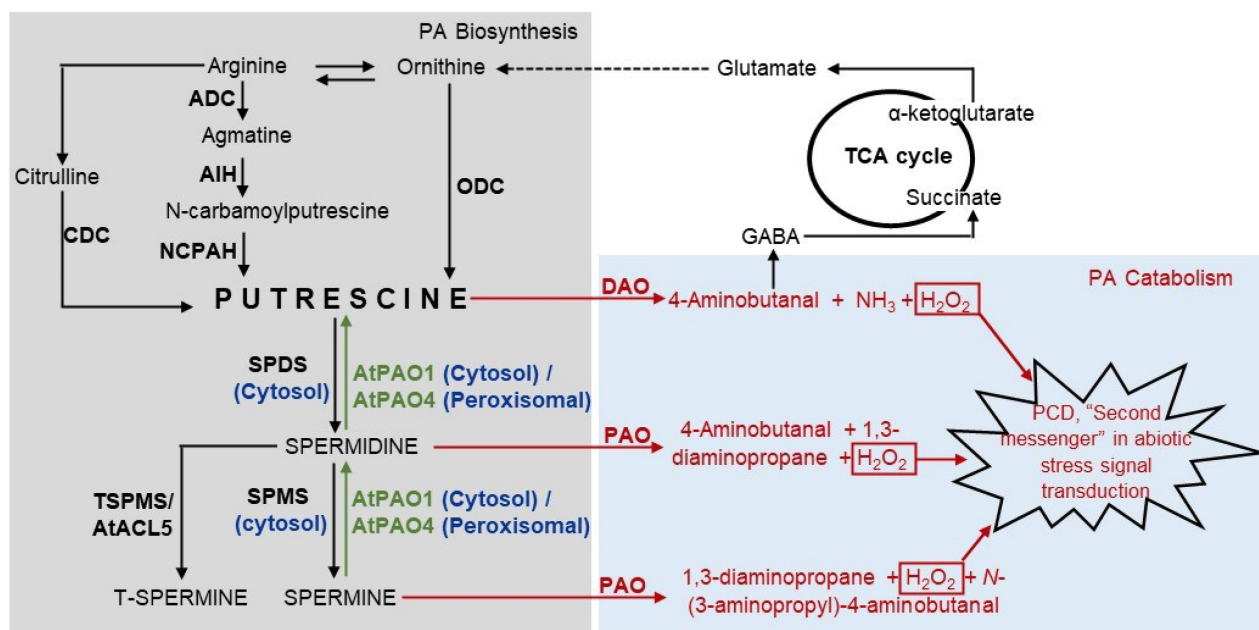 PA Biosynthesis
Arginine
Ornithine
Glutamate
ADC
α-ketoglutarate
Agmatine
TCA cycle
Citrulline
AIH
ODC
Succinate
N-carbamoylputrescine
CDC
NCPAH
GABA
PUTRESCINE
DAO
4-Aminobutanal + NH3 + H2O2
PA Catabolism
SPDS
(Cytosol)
AtPAO1 (Cytosol) /
AtPAO4 (Peroxisomal)
SPERMIDINE
PAO
4-Aminobutanal + 1,3-
diaminopropane + H2O2
PCD, “Second
messenger” in abiotic
stress signal
transduction
TSPMS/
AtACL5
SPMS
(cytosol)
AtPAO1 (Cytosol) /
AtPAO4 (Peroxisomal)
T-SPERMINE
SPERMINE
PAO
1,3-diaminopropane + H2O2 + N-
(3-aminopropyl)-4-aminobutanal